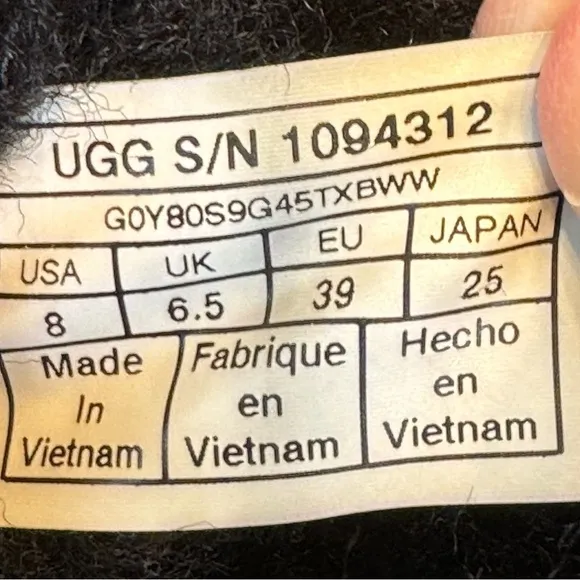 UGG S/N 1094312
G0Y80S9G45TXBWW
USA UK EU JAPAN
8 6.5 39 25
Made In Vietnam
Fabrique en Vietnam
Hecho en Vietnam